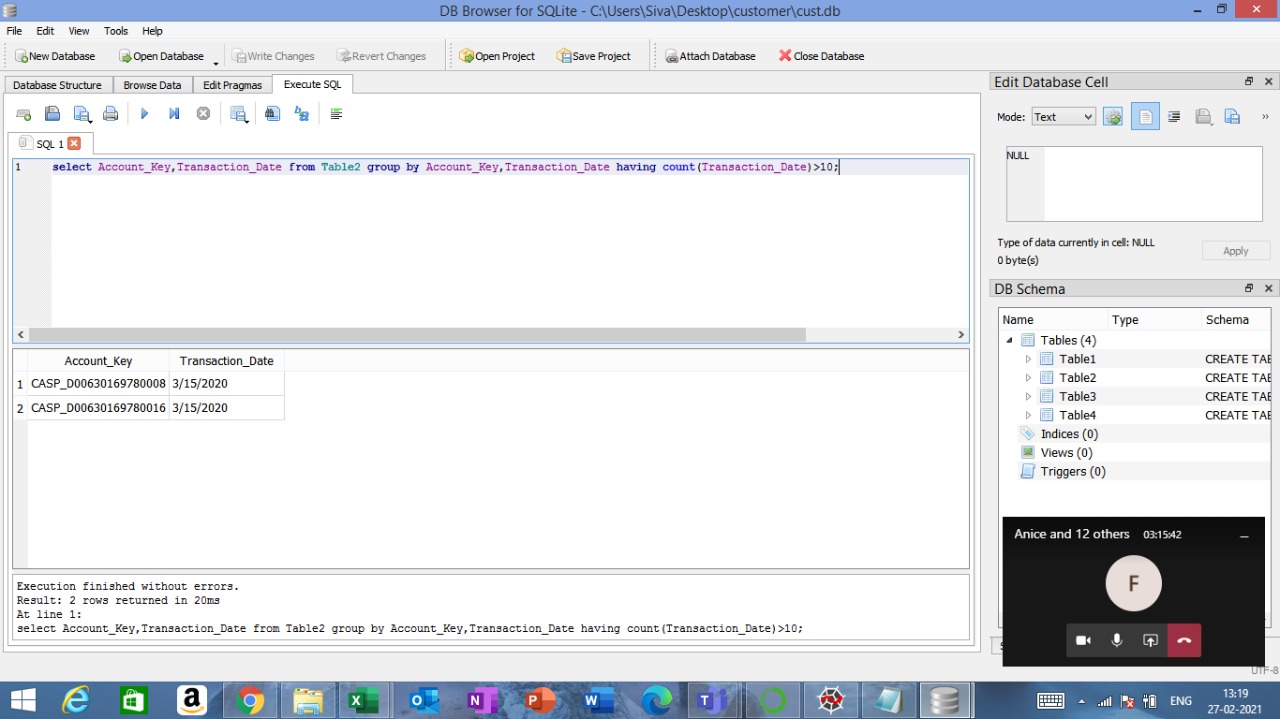 DB Browser for SQLite - C:\Users\Siva\Desktop\customer\cust.db
File Edit View Tools Help
New Database Open Database Write Changes Revert Changes Open Project Save Project Attach Database Close Database
Database Structure Browse Data Edit Pragmas Execute SQL
SQL 1
1 select Account_Key,Transaction_Date from Table2 group by Account_Key,Transaction_Date having count(Transaction_Date)>10;
Account_Key Transaction_Date
1 CASP_D00630169780008 3/15/2020
2 CASP_D00630169780016 3/15/2020
Execution finished without errors.
Result: 2 rows returned in 20ms
At line 1:
select Account_Key,Transaction_Date from Table2 group by Account_Key,Transaction_Date having count(Transaction_Date)>10;
Edit Database Cell
Mode: Text
NULL
Type of data currently in cell: NULL
0 byte(s)
Apply
DB Schema
Name Type Schema
Tables (4)
Table1 CREATE TAB
Table2 CREATE TAB
Table3 CREATE TAB
Table4 CREATE TAB
Indices (0)
Views (0)
Triggers (0)
Anice and 12 others 03:15:42
F
UTF-8
ENG
13:19
27-02-2021